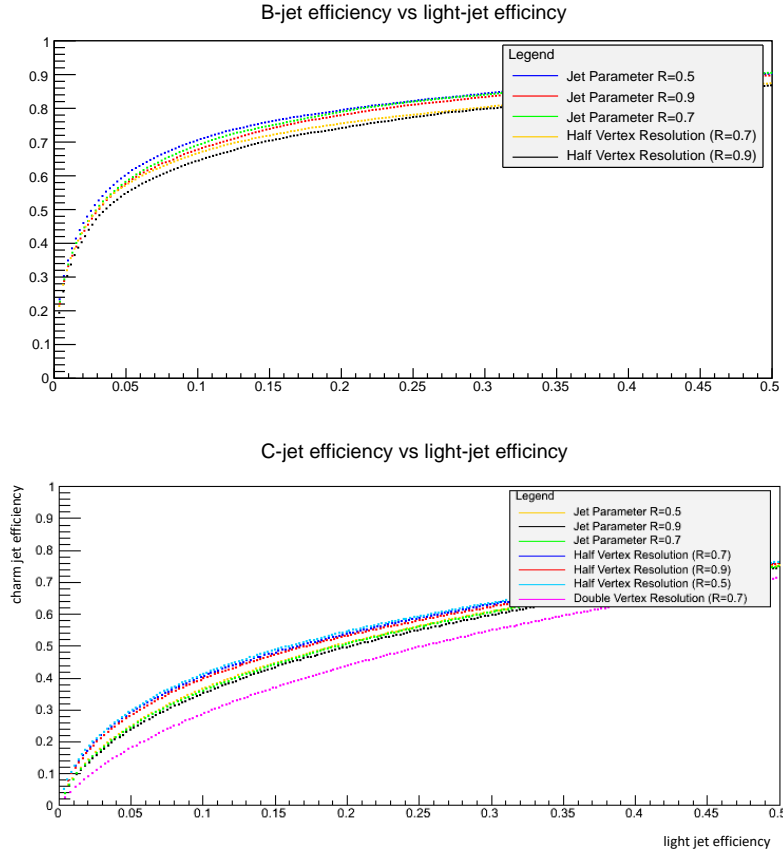 B-jet efficiency vs light-jet efficincy
1
0.9
0.8
0.7
0.6
0.5
0.4
0.3
0.2
0.1
0
Legend
Jet Parameter R=0.5
Jet Parameter R=0.9
Jet Parameter R=0.7
Half Vertex Resolution (R=0.7)
Half Vertex Resolution (R=0.9)
0 0.05 0.1 0.15 0.2 0.25 0.3 0.35 0.4 0.45 0.5
C-jet efficiency vs light-jet efficincy
charm jet efficiency
1
0.9
0.8
0.7
0.6
0.5
0.4
0.3
0.2
0.1
0
Legend
Jet Parameter R=0.5
Jet Parameter R=0.9
Jet Parameter R=0.7
Half Vertex Resolution (R=0.7)
Half Vertex Resolution (R=0.9)
Half Vertex Resolution (R=0.5)
Double Vertex Resolution (R=0.7)
0 0.05 0.1 0.15 0.2 0.25 0.3 0.35 0.4 0.45 0.5
light jet efficiency